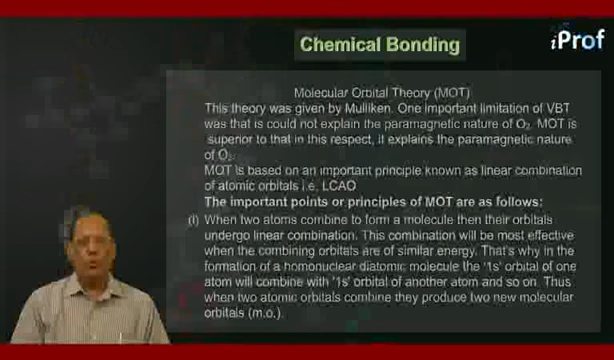 Chemical Bonding
iProf
Molecular Orbital Theory (MOT)
This theory was given by Mulliken. One important limitation of VBT
was that is could not explain the paramagnetic nature of O₂. MOT is
superior to that in this respect, it explains the paramagnetic nature
of O₂.
MOT is based on an important principle known as linear combination
of atomic orbitals i.e, LCAO
The important points or principles of MOT are as follows:
(i) When two atoms combine to form a molecule then their orbitals
undergo linear combination. This combination will be most effective
when the combining orbitals are of similar energy. That's why in the
formation of a homonuclear diatomic molecule the '1s' orbital of one
atom will combine with '1s' orbital of another atom and so on. Thus
when two atomic orbitals combine they produce two new molecular
orbitals (m.o.).